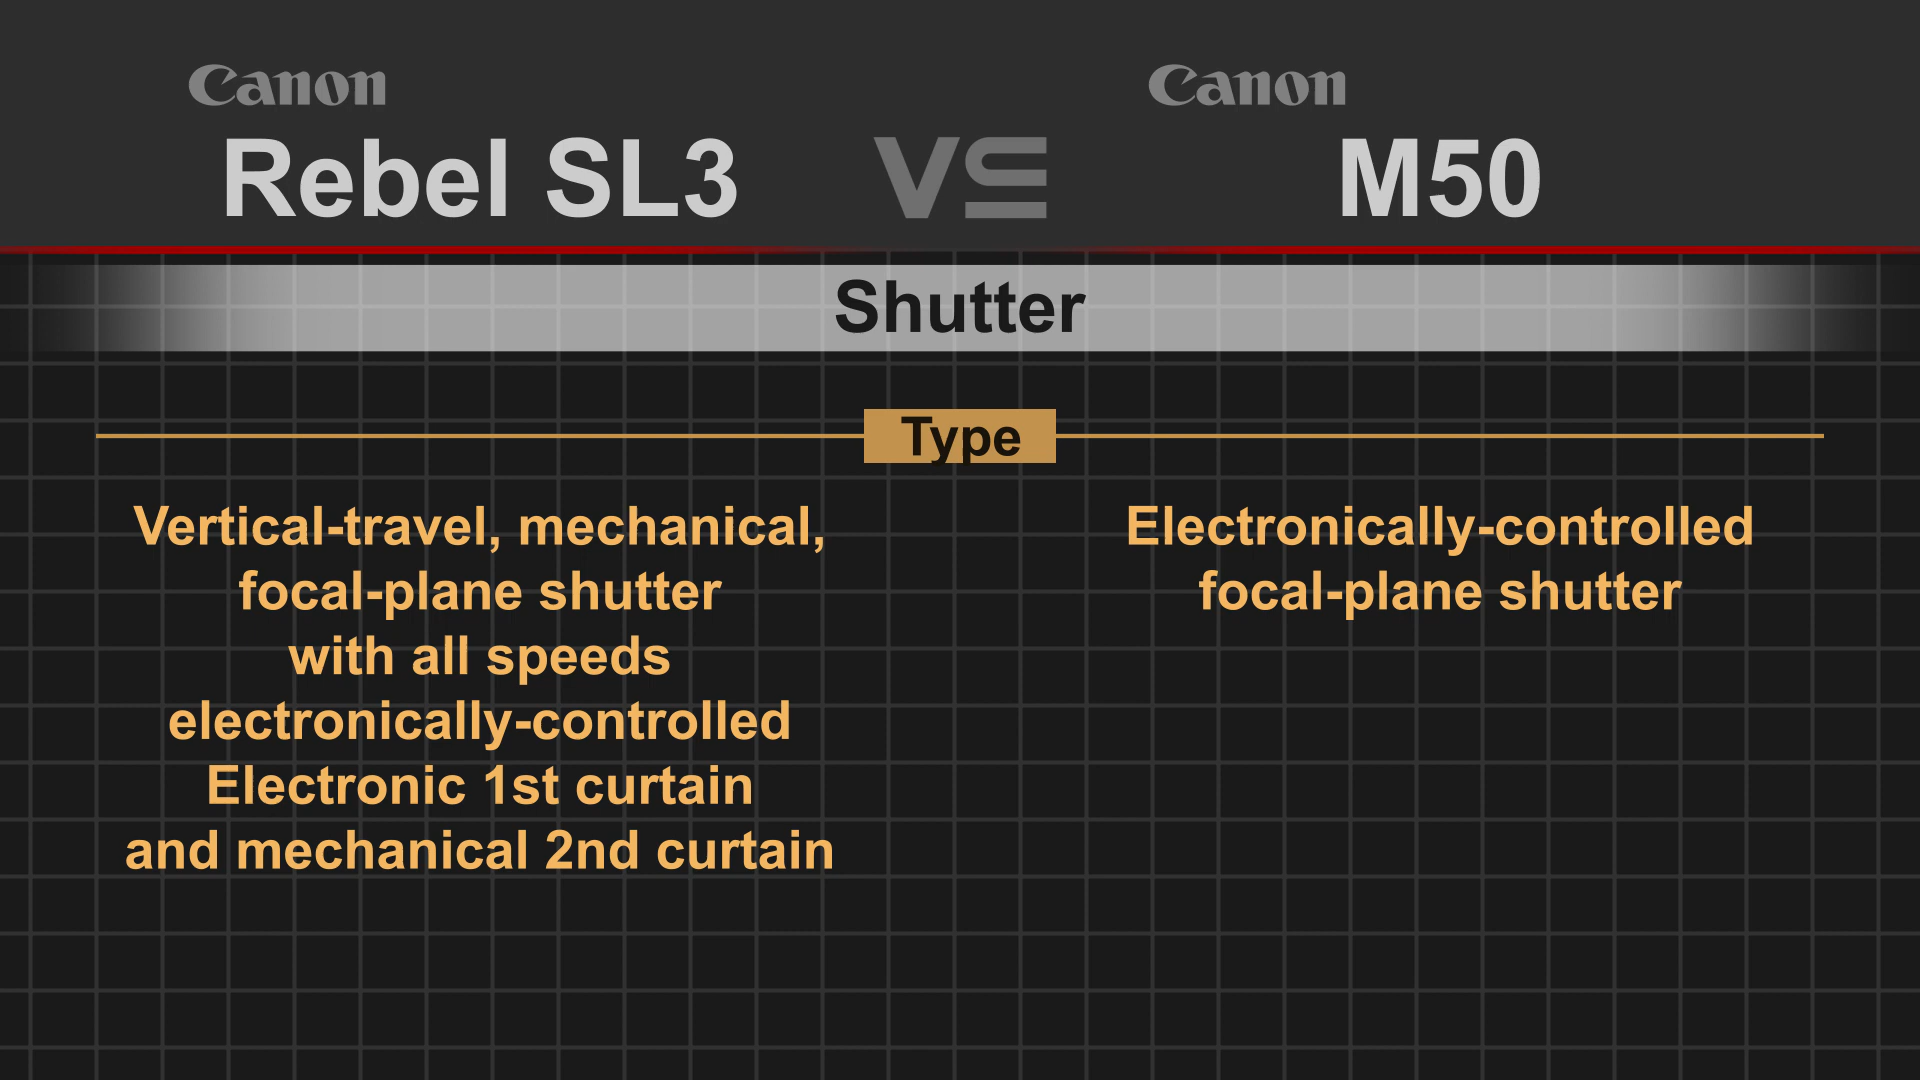 Canon
Rebel SL3
VS
Canon
M50
Shutter
Type
Vertical-travel, mechanical,
focal-plane shutter
with all speeds
electronically-controlled
Electronic 1st curtain
and mechanical 2nd curtain
Electronically-controlled
focal-plane shutter